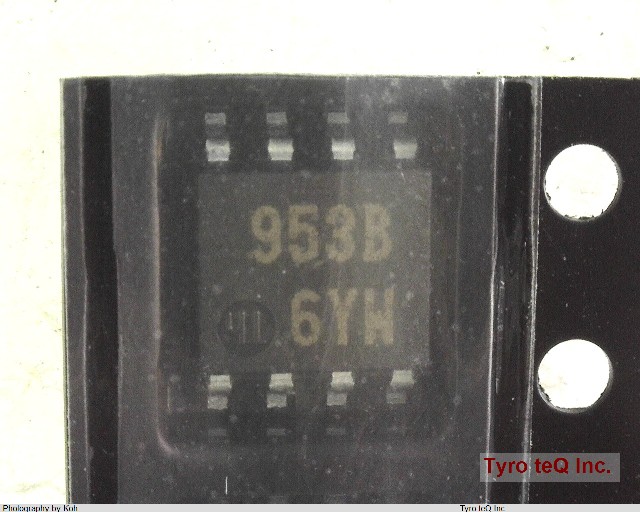 953B
6YW
Tyro teQ Inc.
Photography by Koh
Tyro teQ Inc